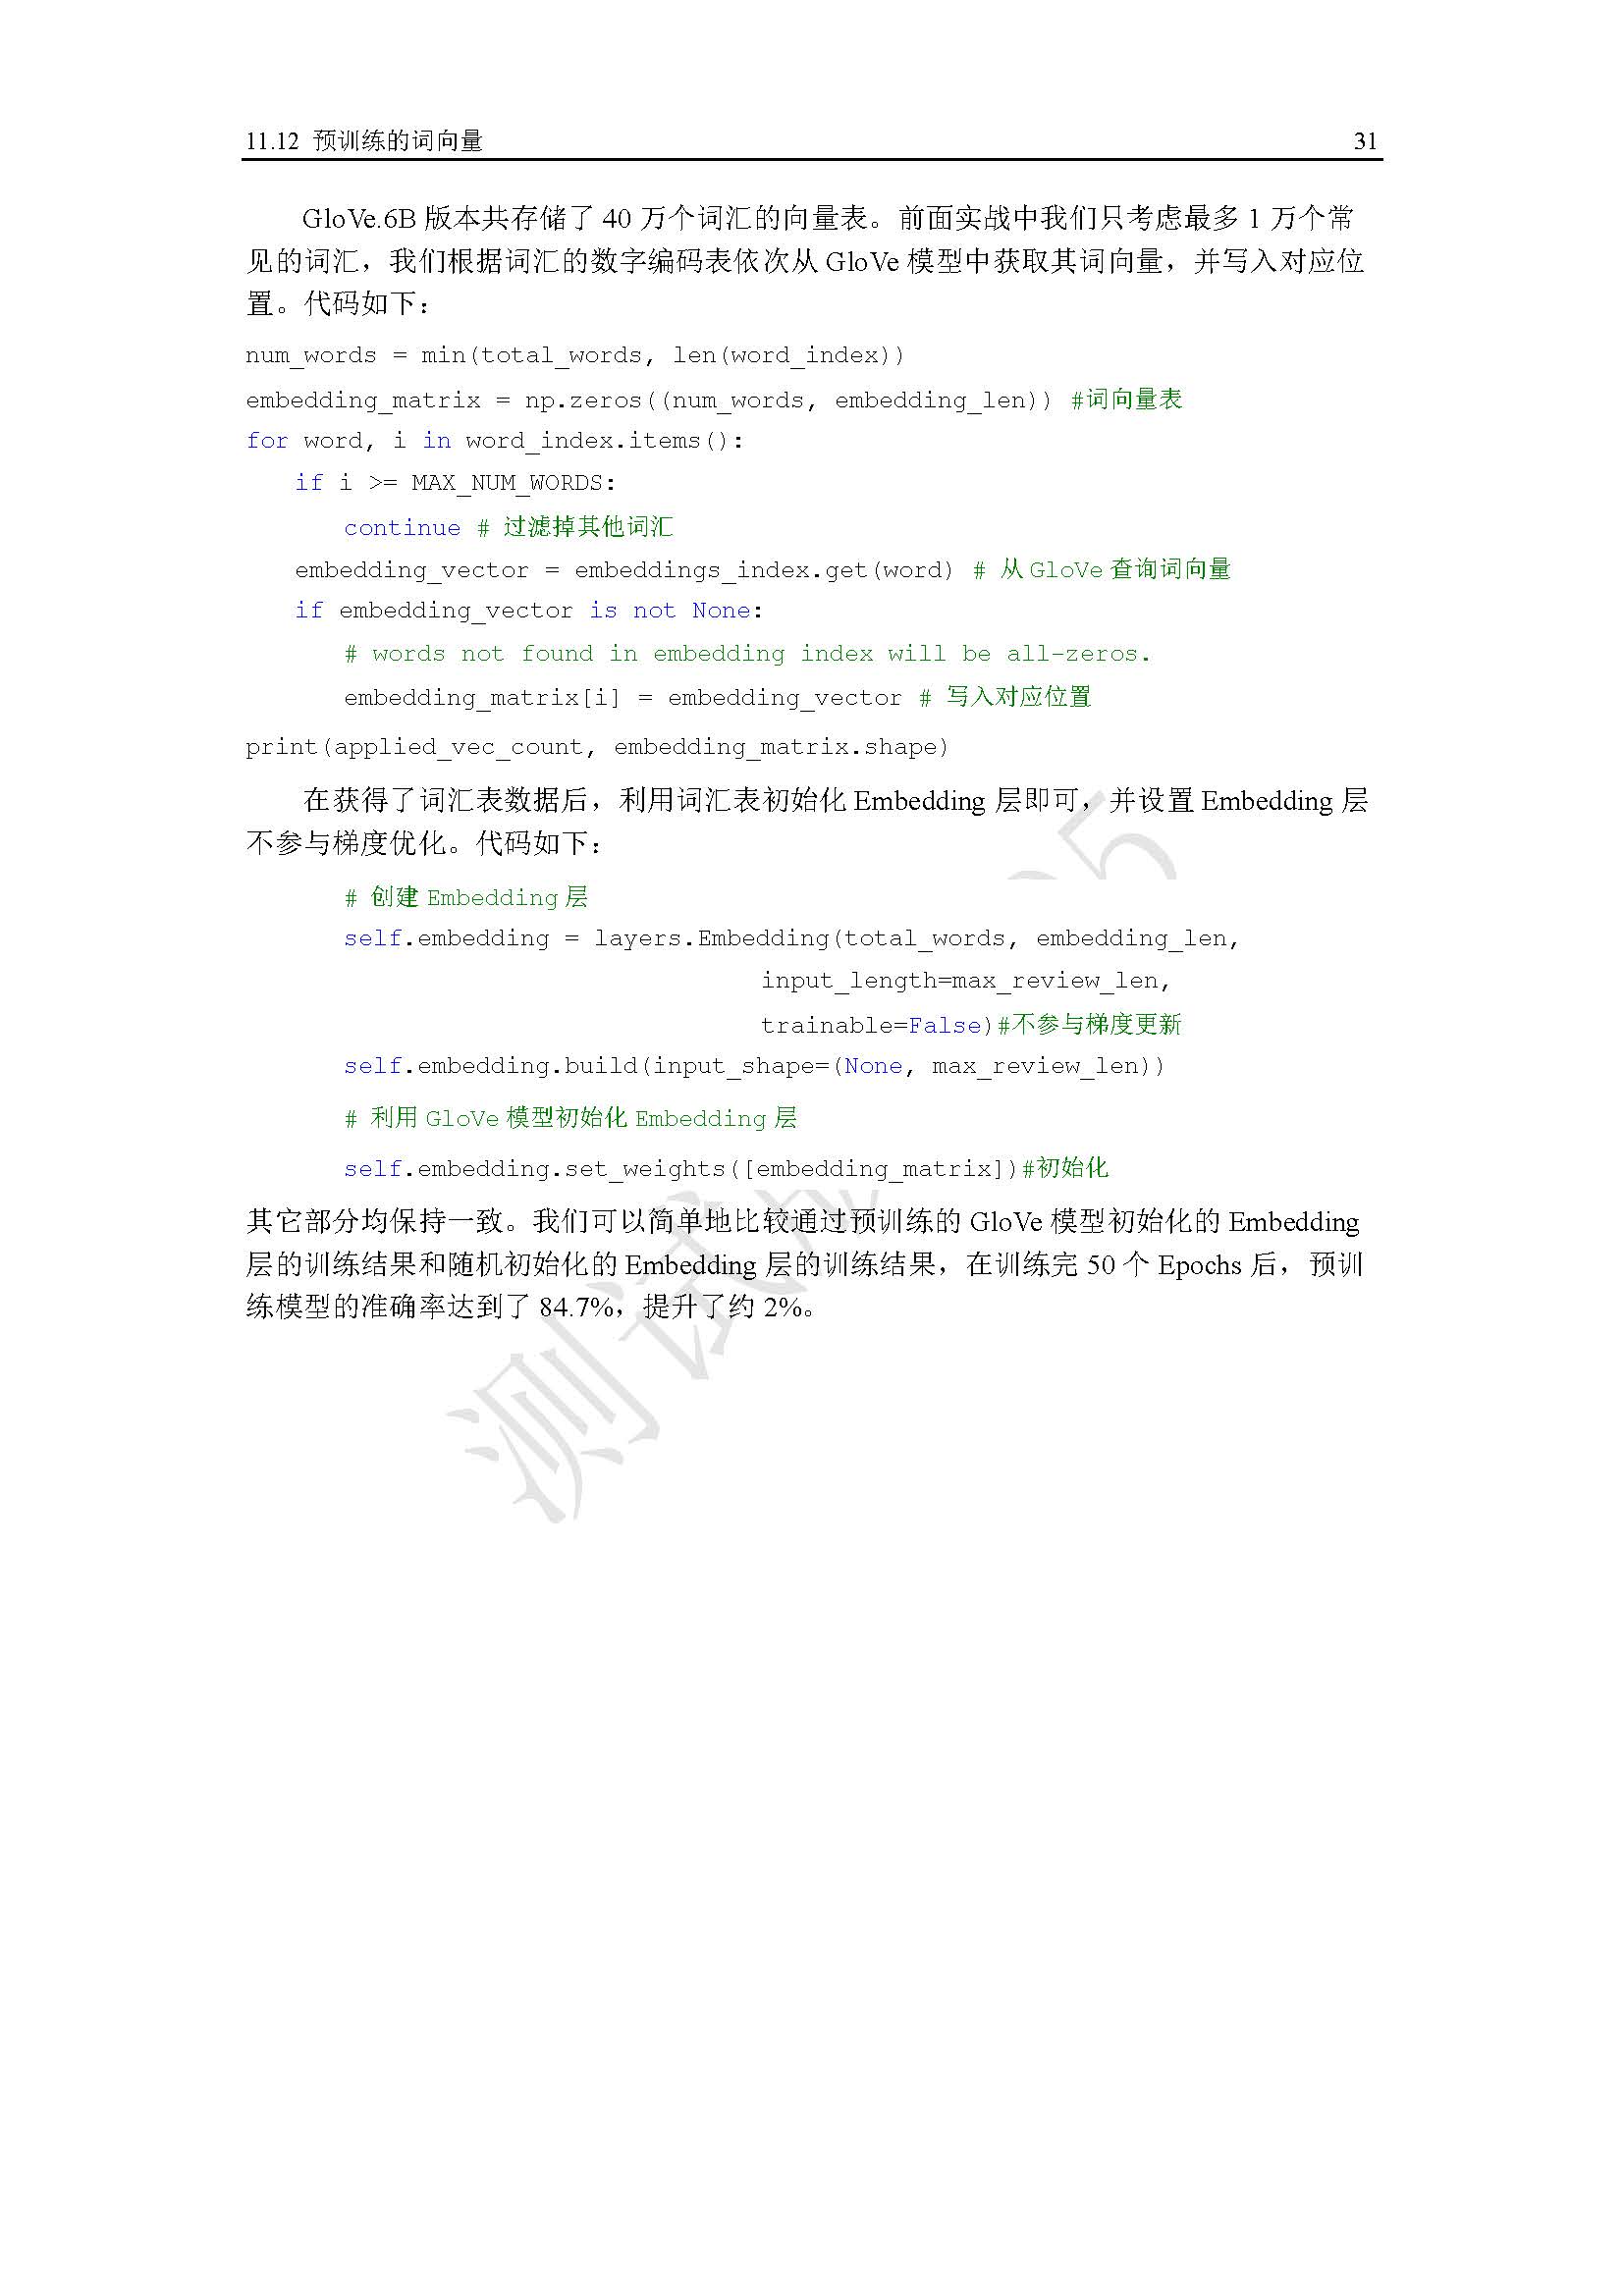 11.12 预训练的词向量 31
GloVe.6B 版本共存储了 40 万个词汇的向量表。前面实战中我们只考虑最多 1 万个常
见的词汇，我们根据词汇的数字编码表依次从 GloVe 模型中获取其词向量，并写入对应位
置。代码如下：
num_words = min(total_words, len(word_index))
embedding_matrix = np.zeros((num_words, embedding_len)) #词向量表
for word, i in word_index.items():
    if i >= MAX_NUM_WORDS:
        continue # 过滤掉其他词汇
    embedding_vector = embeddings_index.get(word) # 从 GloVe 查询词向量
    if embedding_vector is not None:
        # words not found in embedding index will be all-zeros.
        embedding_matrix[i] = embedding_vector # 写入对应位置
print(applied_vec_count, embedding_matrix.shape)
在获得了词汇表数据后，利用词汇表初始化 Embedding 层即可，并设置 Embedding 层
不参与梯度优化。代码如下：
        # 创建 Embedding 层
        self.embedding = layers.Embedding(total_words, embedding_len,
                                          input_length=max_review_len,
                                          trainable=False)#不参与梯度更新
        self.embedding.build(input_shape=(None, max_review_len))
        # 利用 GloVe 模型初始化 Embedding 层
        self.embedding.set_weights([embedding_matrix])#初始化
其它部分均保持一致。我们可以简单地比较通过预训练的 GloVe 模型初始化的 Embedding
层的训练结果和随机初始化的 Embedding 层的训练结果，在训练完 50 个 Epochs 后，预训
练模型的准确率达到了 84.7%，提升了约 2%。
测试